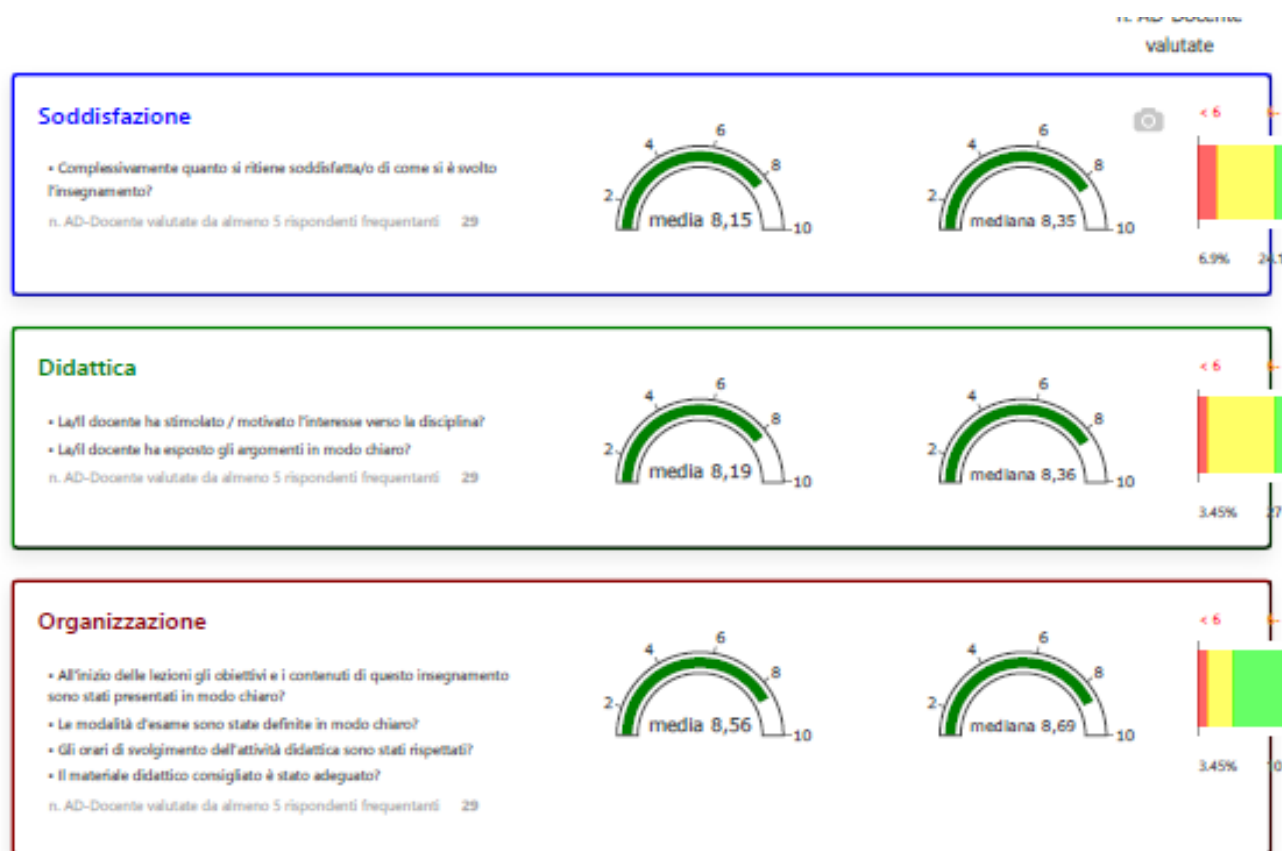 n. AD-Docente
valutate
Soddisfazione
• Complessivamente quanto si ritiene soddisfatta/o di come si è svolto
l'insegnamento?
n. AD-Docente valutate da almeno 5 rispondenti frequentanti 29
2 4 6 8 10
media 8,15
2 4 6 8 10
mediana 8,35
< 6
6.9%
Didattica
• La/Il docente ha stimolato / motivato l'interesse verso la disciplina?
• La/il docente ha esposto gli argomenti in modo chiaro?
n. AD-Docente valutate da almeno 5 rispondenti frequentanti 29
2 4 6 8 10
media 8,19
2 4 6 8 10
mediana 8,36
< 6
3.45%
Organizzazione
• All'inizio delle lezioni gli obiettivi e i contenuti di questo insegnamento
sono stati presentati in modo chiaro?
• Le modalità d'esame sono state definite in modo chiaro?
• Gli orari di svolgimento dell'attività didattica sono stati rispettati?
• Il materiale didattico consigliato è stato adeguato?
n. AD-Docente valutate da almeno 5 rispondenti frequentanti 29
2 4 6 8 10
media 8,56
2 4 6 8 10
mediana 8,69
< 6
3.45%